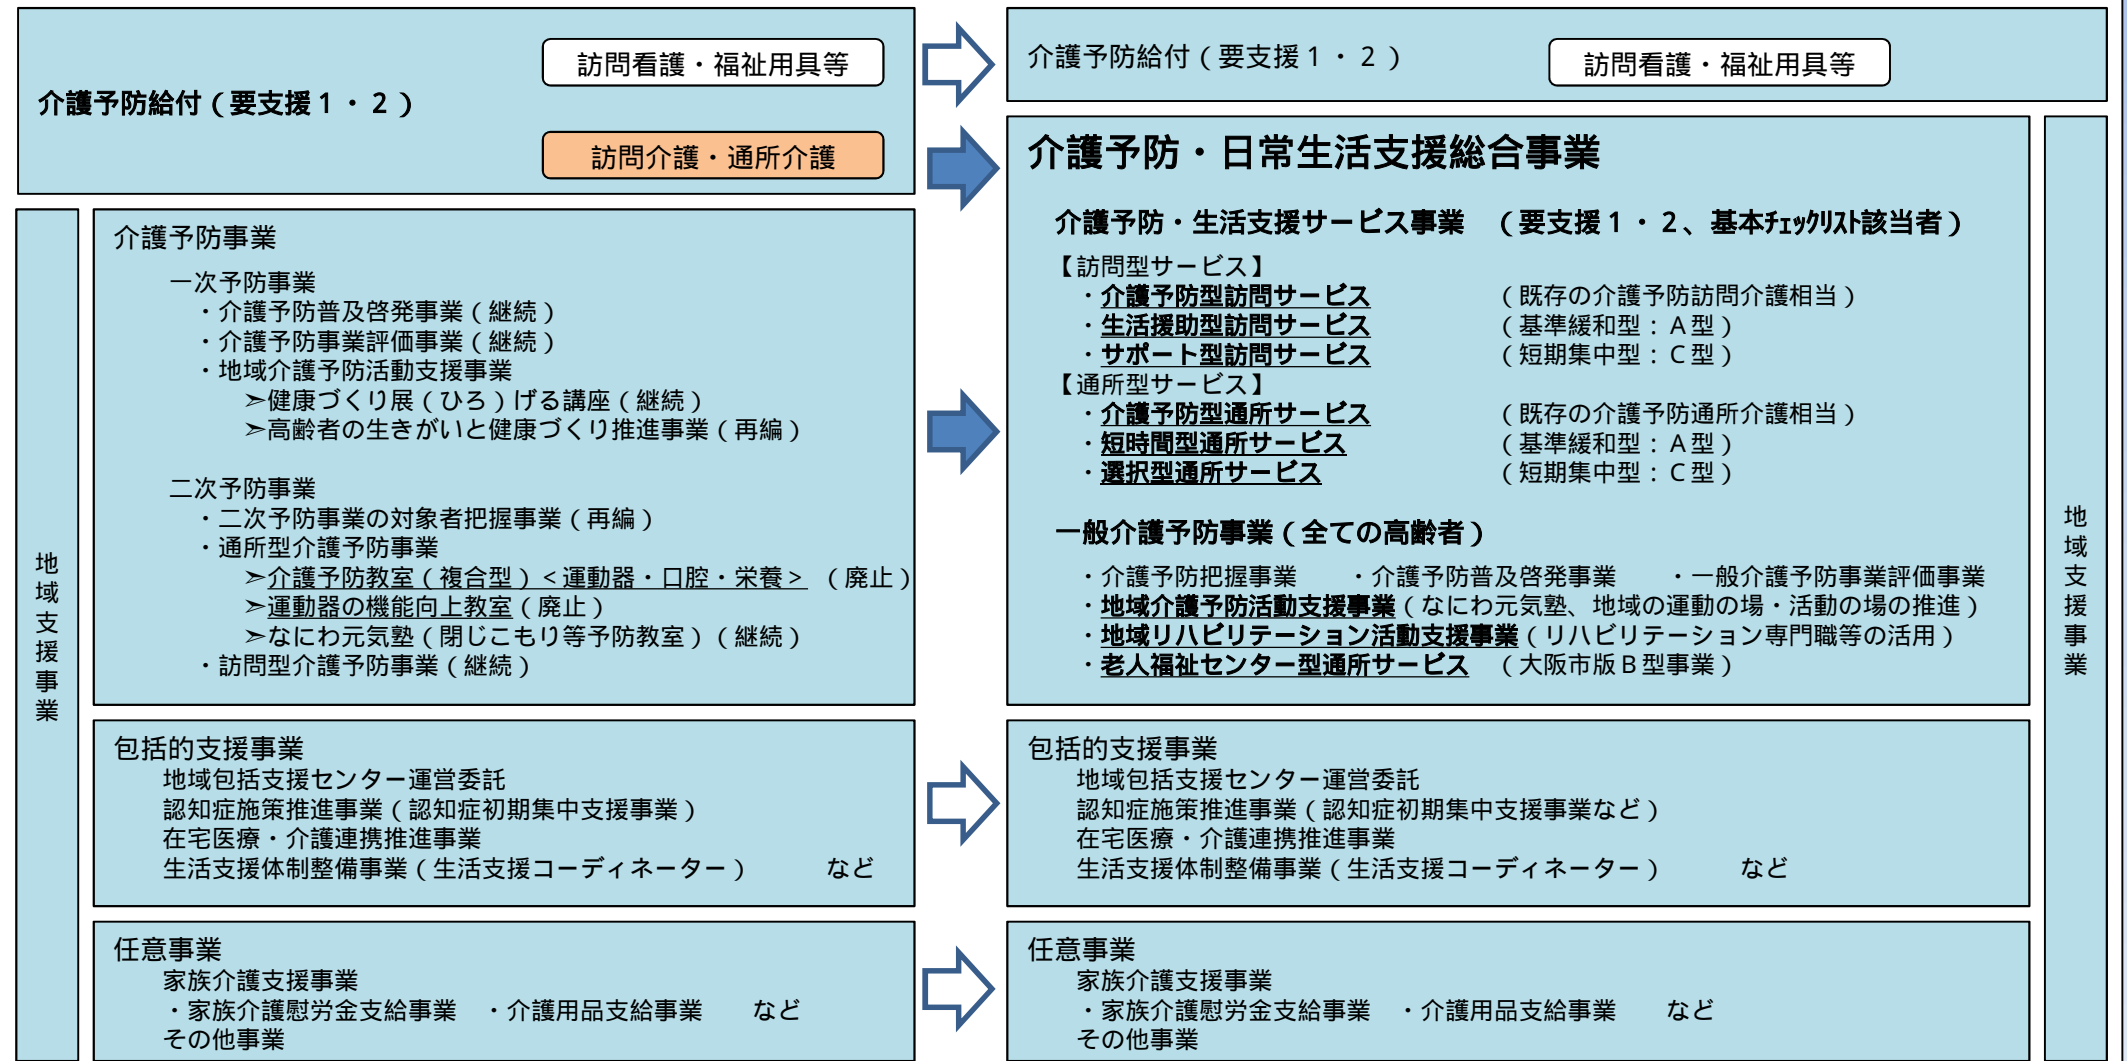 訪問看護・福祉用具等
介護予防給付（要支援１・２）
訪問介護・通所介護
地域支援事業
介護予防事業
一次予防事業
・介護予防普及啓発事業（継続）
・介護予防事業評価事業（継続）
・地域介護予防活動支援事業
➣健康づくり展（ひろ）げる講座（継続）
➣高齢者の生きがいと健康づくり推進事業（再編）
二次予防事業
・二次予防事業の対象者把握事業（再編）
・通所型介護予防事業
➣介護予防教室（複合型）＜運動器・口腔・栄養＞（廃止）
➣運動器の機能向上教室（廃止）
➣なにわ元気塾（閉じこもり等予防教室）（継続）
・訪問型介護予防事業（継続）
包括的支援事業
地域包括支援センター運営委託
認知症施策推進事業（認知症初期集中支援事業）
在宅医療・介護連携推進事業
生活支援体制整備事業（生活支援コーディネーター）　　　など
任意事業
家族介護支援事業
・家族介護慰労金支給事業　・介護用品支給事業　　など
その他事業
介護予防給付（要支援１・２）
訪問看護・福祉用具等
介護予防・日常生活支援総合事業
介護予防・生活支援サービス事業　（要支援１・２、基本ﾁｪｯｸﾘｽﾄ該当者）
【訪問型サービス】
・介護予防型訪問サービス　　　　　（既存の介護予防訪問介護相当）
・生活援助型訪問サービス　　　　　（基準緩和型：Ａ型）
・サポート型訪問サービス　　　　　（短期集中型：Ｃ型）
【通所型サービス】
・介護予防型通所サービス　　　　　（既存の介護予防通所介護相当）
・短時間型通所サービス　　　　　　（基準緩和型：Ａ型）
・選択型通所サービス　　　　　　　（短期集中型：Ｃ型）
一般介護予防事業（全ての高齢者）
・介護予防把握事業　　・介護予防普及啓発事業　　・一般介護予防事業評価事業
・地域介護予防活動支援事業（なにわ元気塾、地域の運動の場・活動の場の推進）
・地域リハビリテーション活動支援事業（リハビリテーション専門職等の活用）
・老人福祉センター型通所サービス　（大阪市版Ｂ型事業）
包括的支援事業
地域包括支援センター運営委託
認知症施策推進事業（認知症初期集中支援事業など）
在宅医療・介護連携推進事業
生活支援体制整備事業（生活支援コーディネーター）　　　など
任意事業
家族介護支援事業
・家族介護慰労金支給事業　・介護用品支給事業　　など
その他事業
地域支援事業